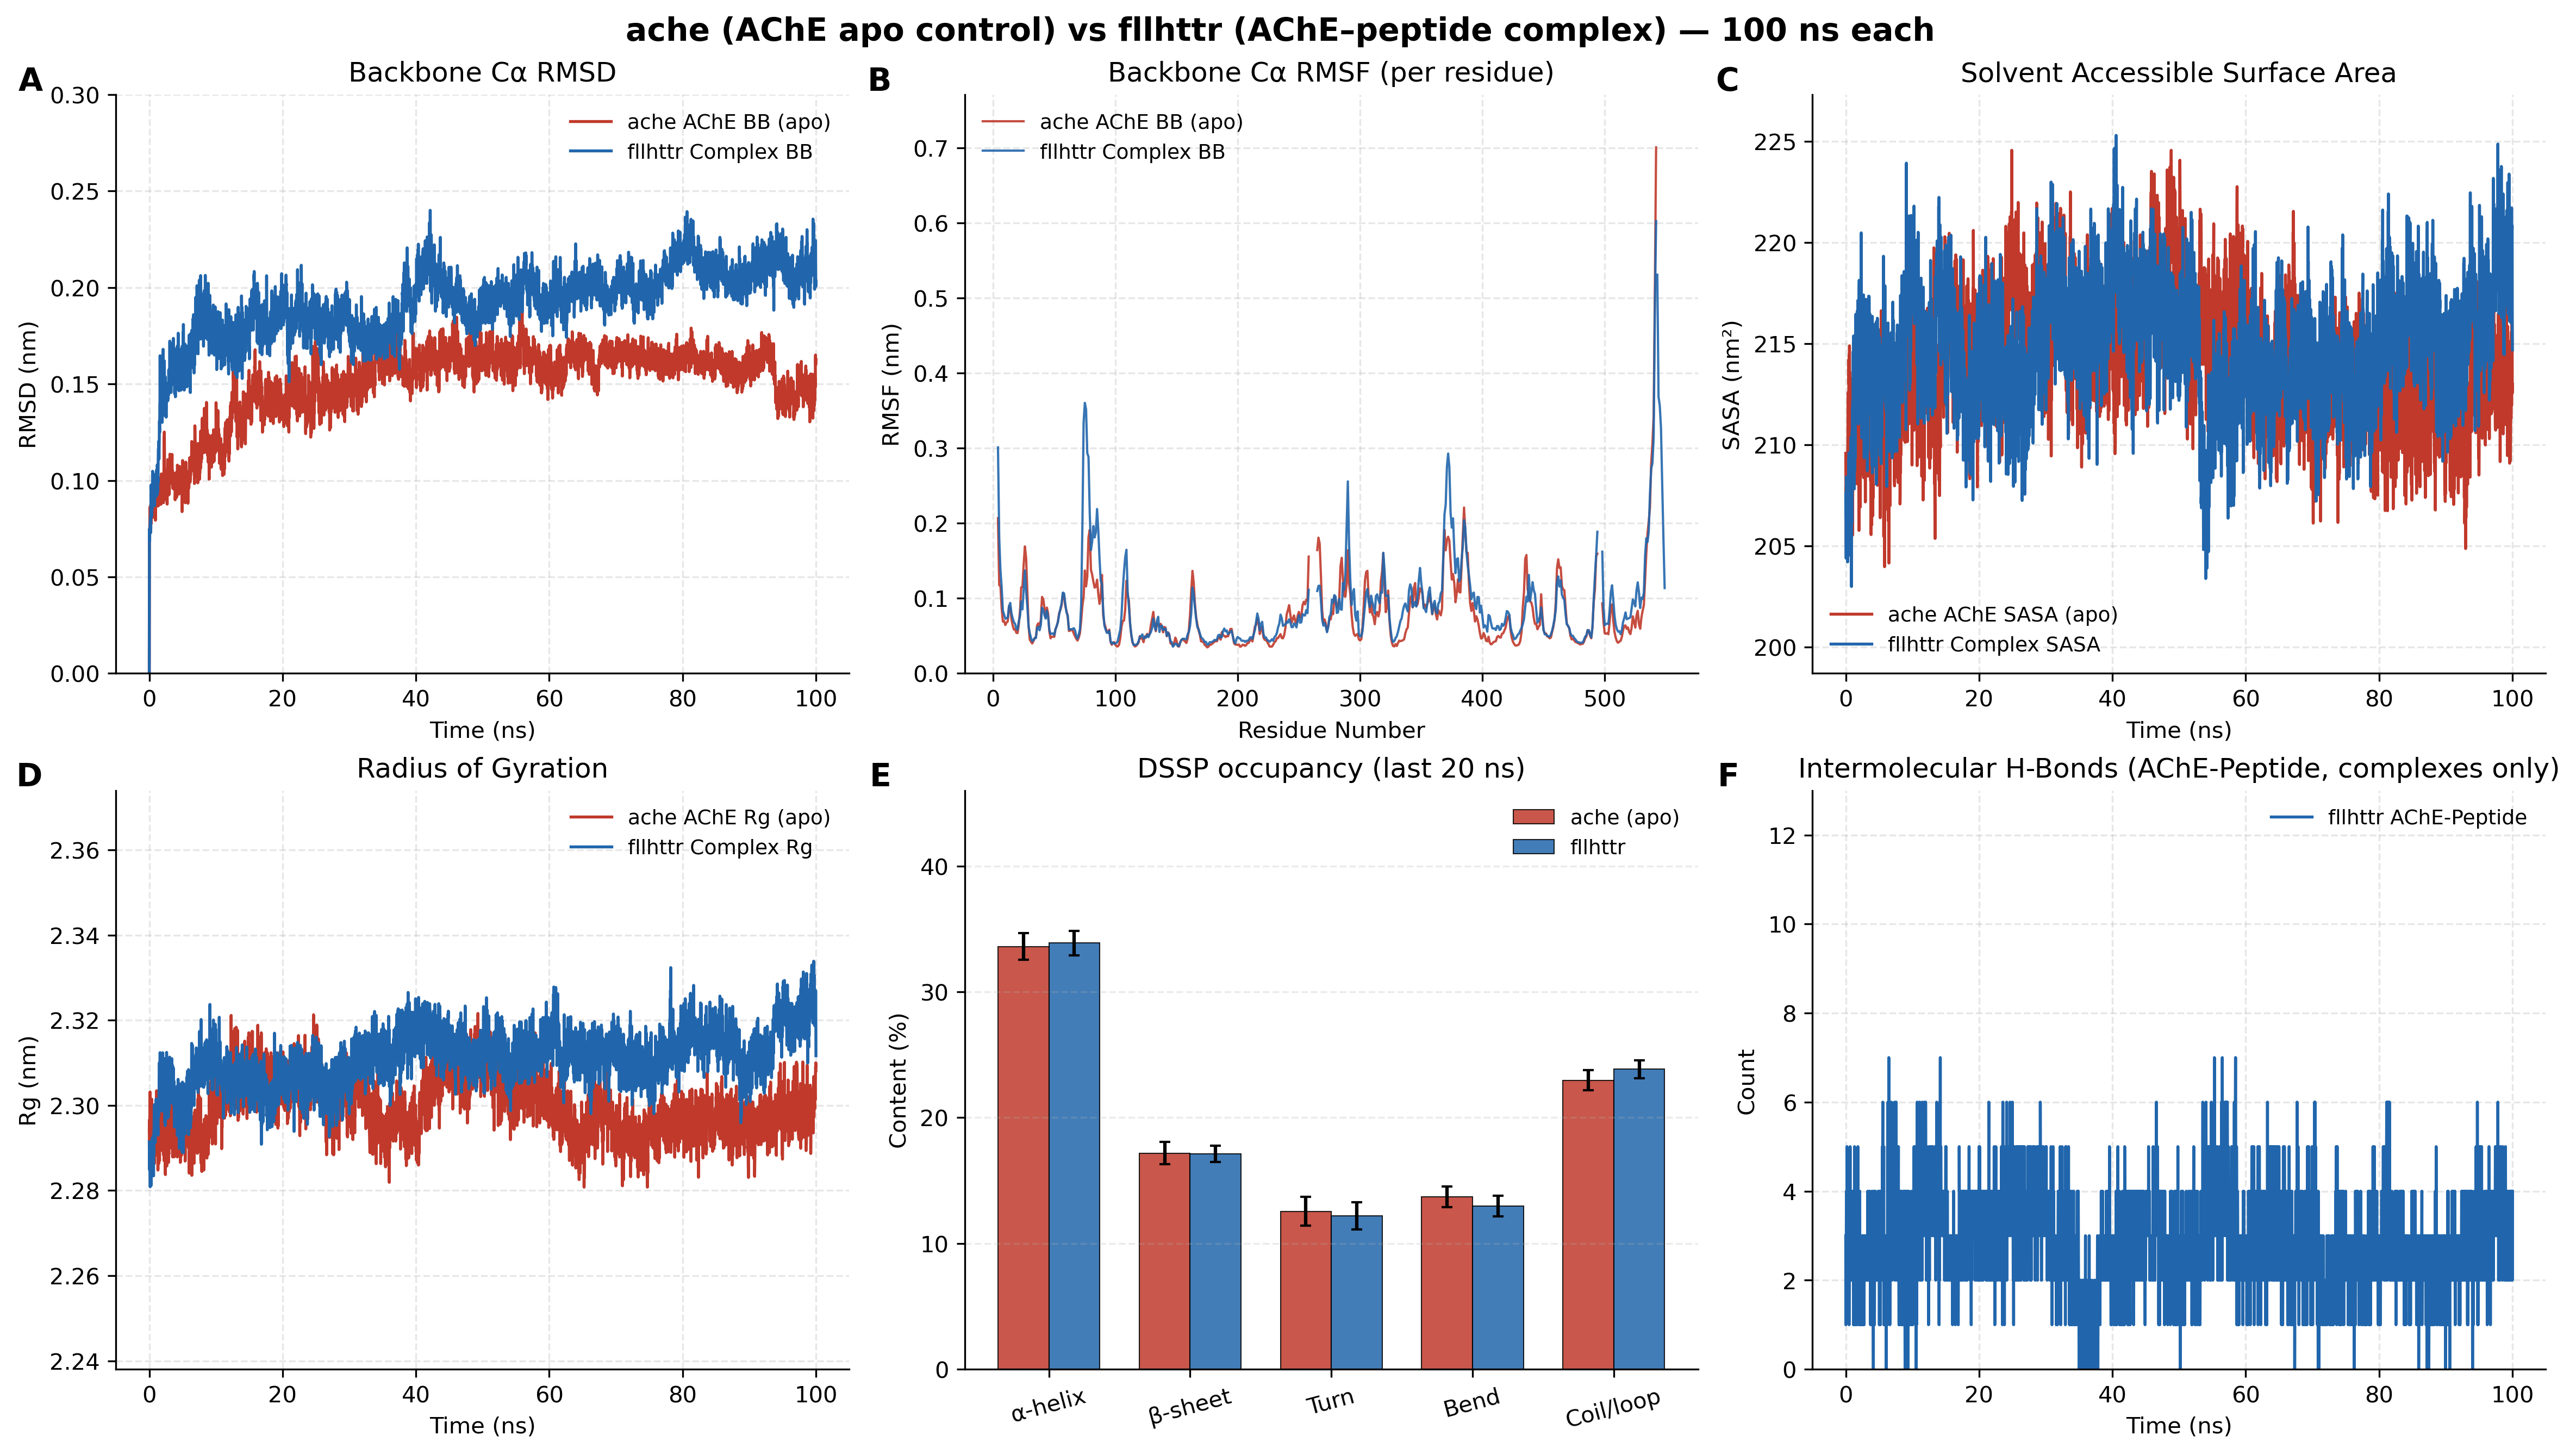 ache (AChE apo control) vs fllhttr (AChE–peptide complex) — 100 ns each
A
Backbone Cα RMSD
0.30
0.25
0.20
0.15
0.10
0.05
0.00
RMSD (nm)
ache AChE BB (apo)
fllhttr Complex BB
0 20 40 60 80 100
Time (ns)
B
Backbone Cα RMSF (per residue)
0.7
0.6
0.5
0.4
0.3
0.2
0.1
0.0
RMSF (nm)
ache AChE BB (apo)
fllhttr Complex BB
0 100 200 300 400 500
Residue Number
C
Solvent Accessible Surface Area
225
220
215
210
205
200
SASA (nm²)
ache AChE SASA (apo)
fllhttr Complex SASA
0 20 40 60 80 100
Time (ns)
D
Radius of Gyration
2.36
2.34
2.32
2.30
2.28
2.26
2.24
Rg (nm)
ache AChE Rg (apo)
fllhttr Complex Rg
0 20 40 60 80 100
Time (ns)
E
DSSP occupancy (last 20 ns)
40
30
20
10
0
Content (%)
ache (apo)
fllhttr
α-helix β-sheet Turn Bend Coil/loop
F
Intermolecular H-Bonds (AChE-Peptide, complexes only)
12
10
8
6
4
2
0
Count
fllhttr AChE-Peptide
0 20 40 60 80 100
Time (ns)